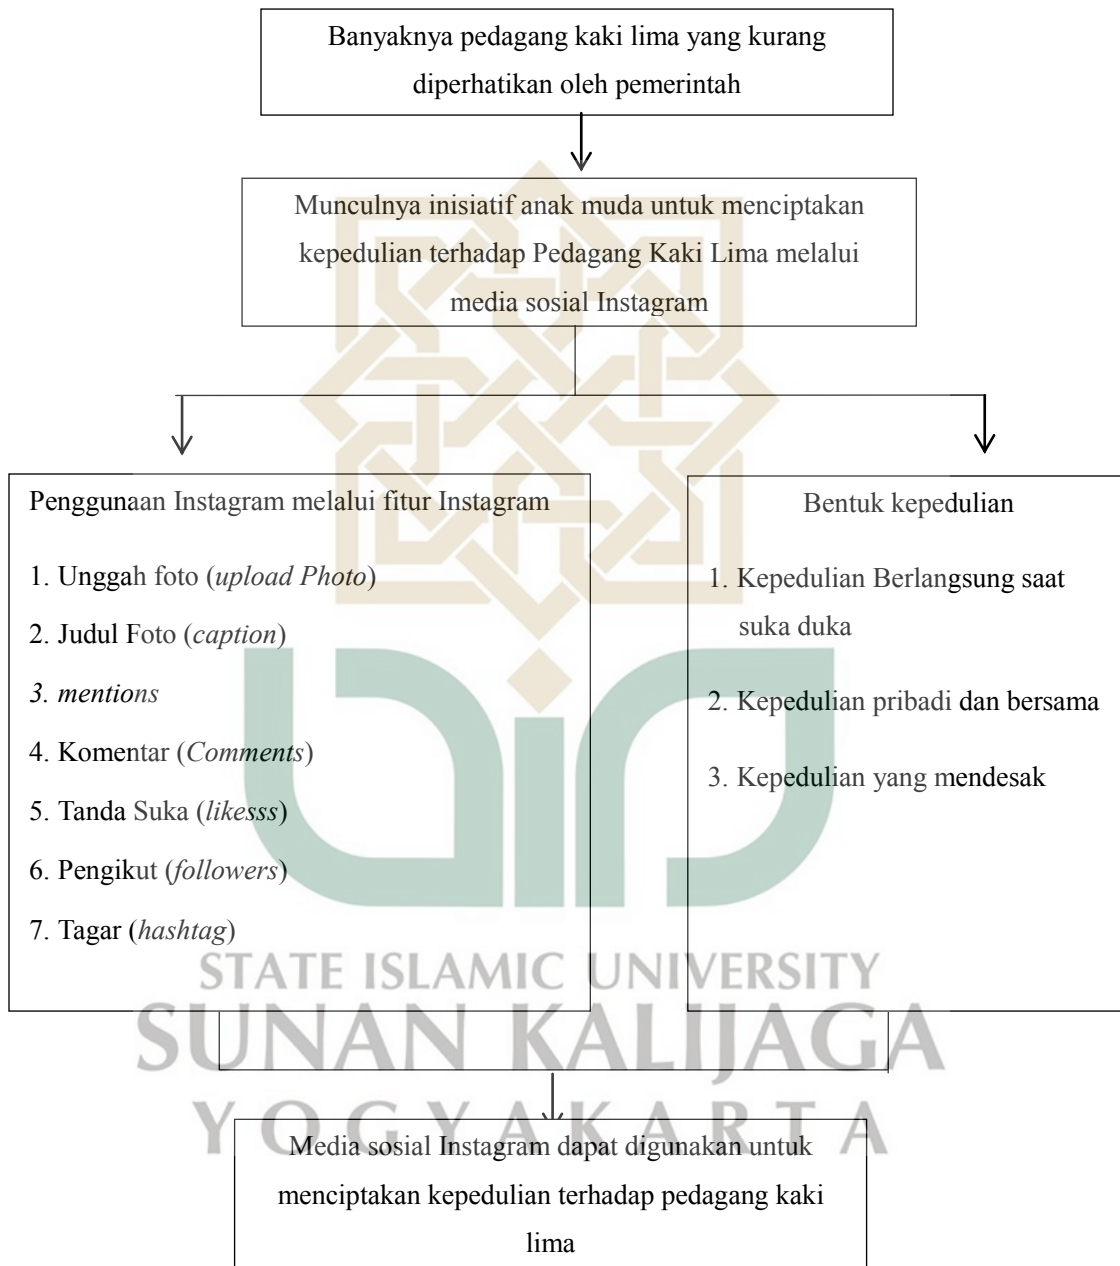 Banyaknya pedagang kaki lima yang kurang
diperhatikan oleh pemerintah
Munculnya inisiatif anak muda untuk menciptakan
kepedulian terhadap Pedagang Kaki Lima melalui
media sosial Instagram
Penggunaan Instagram melalui fitur Instagram
1. Unggah foto (upload Photo)
2. Judul Foto (caption)
3. mentions
4. Komentar (Comments)
5. Tanda Suka (likesss)
6. Pengikut (followers)
7. Tagar (hashtag)
Bentuk kepedulian
1. Kepedulian Berlangsung saat
suka duka
2. Kepedulian pribadi dan bersama
3. Kepedulian yang mendesak
STATE ISLAMIC UNIVERSITY
SUNAN KALIJAGA
YOGYAKARTA
Media sosial Instagram dapat digunakan untuk
menciptakan kepedulian terhadap pedagang kaki
lima